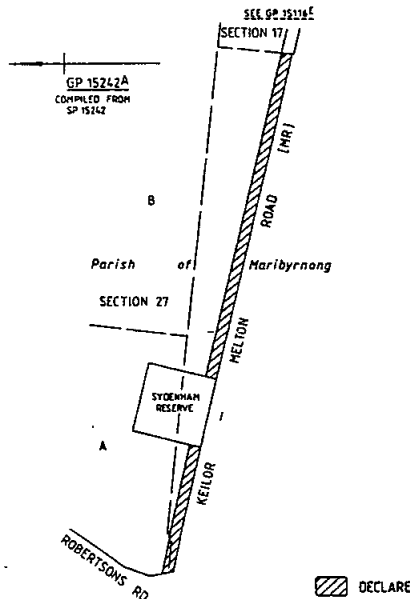 SEE GP 15116E
SECTION 17
GP 15242A
COMPILED FROM
SP 15242
[MR]
ROAD
B
Parish of Maribyrnong
SECTION 27
MELTON
SYDENHAM
RESERVE
A
KEILOR
ROBERTSONS RD.
DECLARE